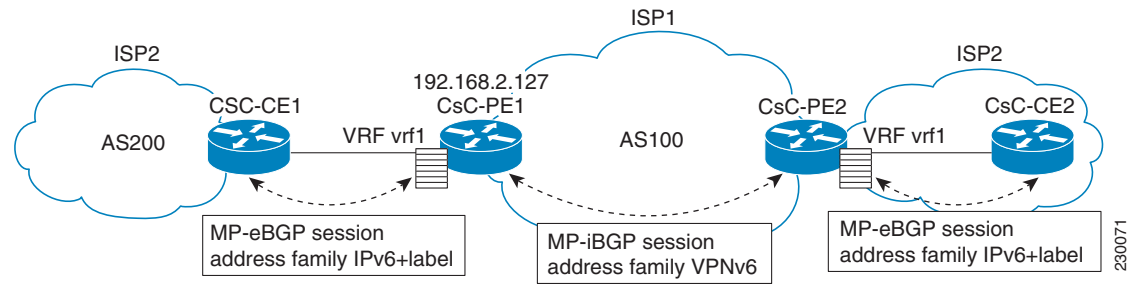 ISP1
ISP2
ISP2
192.168.2.127
CSC-CE1
CsC-PE1
CsC-PE2
CsC-CE2
AS200
VRF vrf1
AS100
VRF vrf1
MP-eBGP session
address family IPv6+label
MP-iBGP session
address family VPNv6
MP-eBGP session
address family IPv6+label
230071